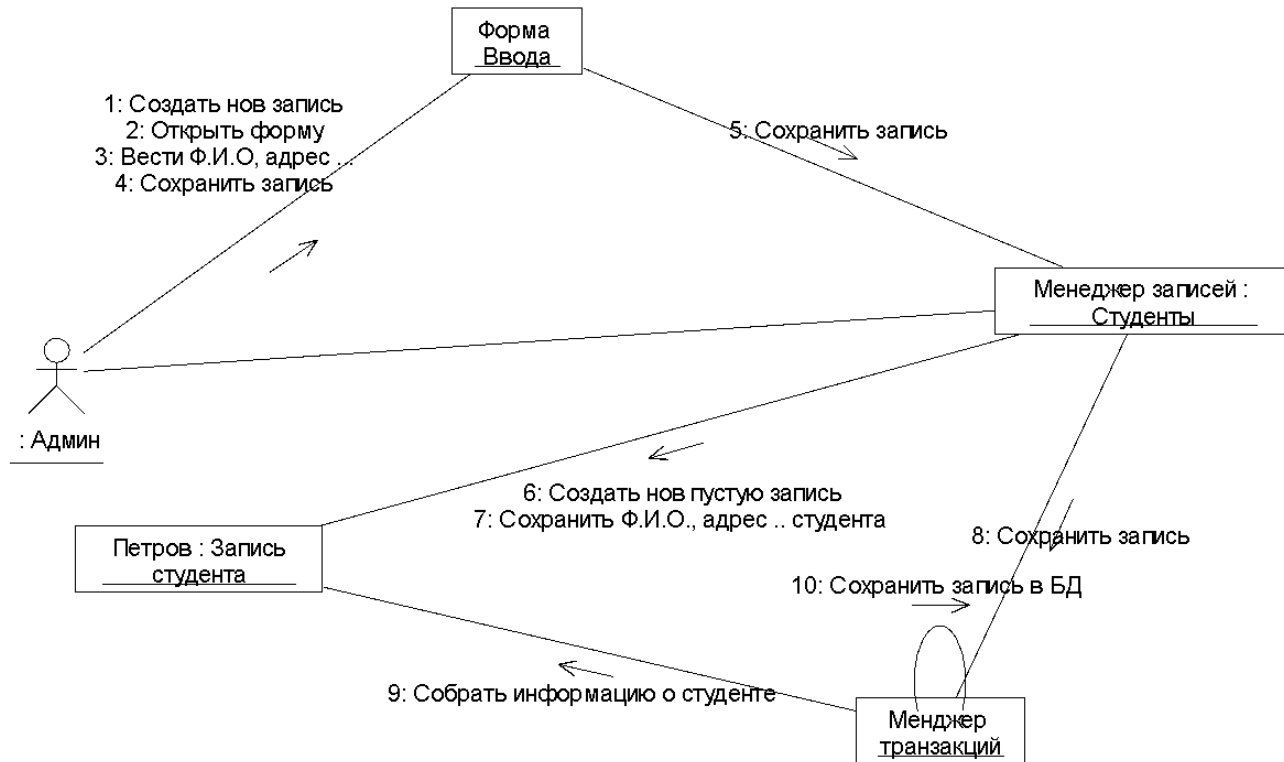 Форма
Ввода
1: Создать нов запись
2: Открыть форму
3: Вести Ф.И.О, адрес ...
4: Сохранить запись
5: Сохранить запись
Менеджер записей :
Студенты
: Админ
6: Создать нов пустую запись
7: Сохранить Ф.И.О., адрес .. студента
Петров : Запись
студента
8: Сохранить запись
10: Сохранить запись в БД
9: Собрать информацию о студенте
Менджер
транзакций